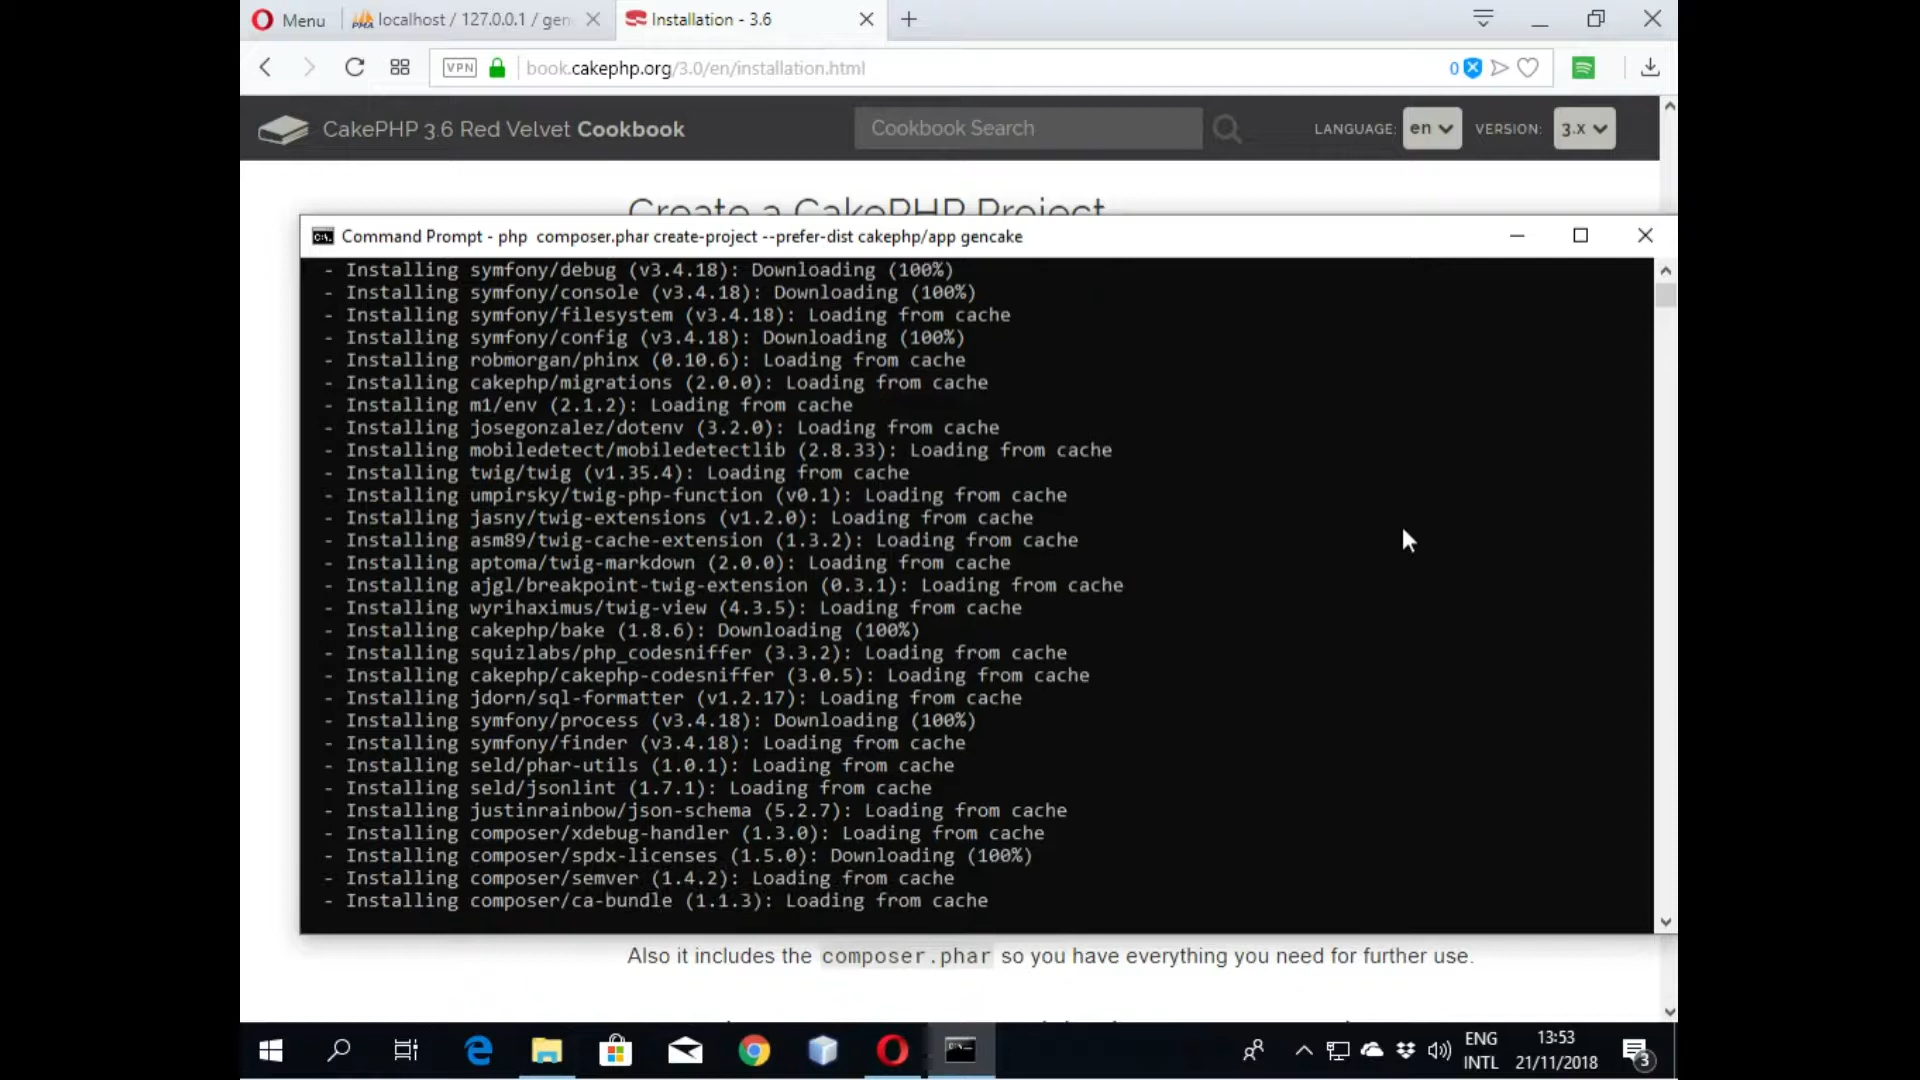 Menu
localhost / 127.0.0.1 / gen
Installation - 3.6
VPN
book.cakephp.org/3.0/en/installation.html
0
CakePHP 3.6 Red Velvet Cookbook
Cookbook Search
LANGUAGE:
en
VERSION:
3.x
Create a CakePHP Project
Command Prompt - php  composer.phar create-project --prefer-dist cakephp/app gencake
- Installing symfony/debug (v3.4.18): Downloading (100%)
- Installing symfony/console (v3.4.18): Downloading (100%)
- Installing symfony/filesystem (v3.4.18): Loading from cache
- Installing symfony/config (v3.4.18): Downloading (100%)
- Installing robmorgan/phinx (0.10.6): Loading from cache
- Installing cakephp/migrations (2.0.0): Loading from cache
- Installing m1/env (2.1.2): Loading from cache
- Installing josegonzalez/dotenv (3.2.0): Loading from cache
- Installing mobiledetect/mobiledetectlib (2.8.33): Loading from cache
- Installing twig/twig (v1.35.4): Loading from cache
- Installing umpirsky/twig-php-function (v0.1): Loading from cache
- Installing jasny/twig-extensions (v1.2.0): Loading from cache
- Installing asm89/twig-cache-extension (1.3.2): Loading from cache
- Installing aptoma/twig-markdown (2.0.0): Loading from cache
- Installing ajgl/breakpoint-twig-extension (0.3.1): Loading from cache
- Installing wyrihaximus/twig-view (4.3.5): Loading from cache
- Installing cakephp/bake (1.8.6): Downloading (100%)
- Installing squizlabs/php_codesniffer (3.3.2): Loading from cache
- Installing cakephp/cakephp-codesniffer (3.0.5): Loading from cache
- Installing jdorn/sql-formatter (v1.2.17): Loading from cache
- Installing symfony/process (v3.4.18): Downloading (100%)
- Installing symfony/finder (v3.4.18): Loading from cache
- Installing seld/phar-utils (1.0.1): Loading from cache
- Installing seld/jsonlint (1.7.1): Loading from cache
- Installing justinrainbow/json-schema (5.2.7): Loading from cache
- Installing composer/xdebug-handler (1.3.0): Loading from cache
- Installing composer/spdx-licenses (1.5.0): Downloading (100%)
- Installing composer/semver (1.4.2): Loading from cache
- Installing composer/ca-bundle (1.1.3): Loading from cache
Also it includes the composer.phar so you have everything you need for further use.
ENG
INTL
13:53
21/11/2018
3